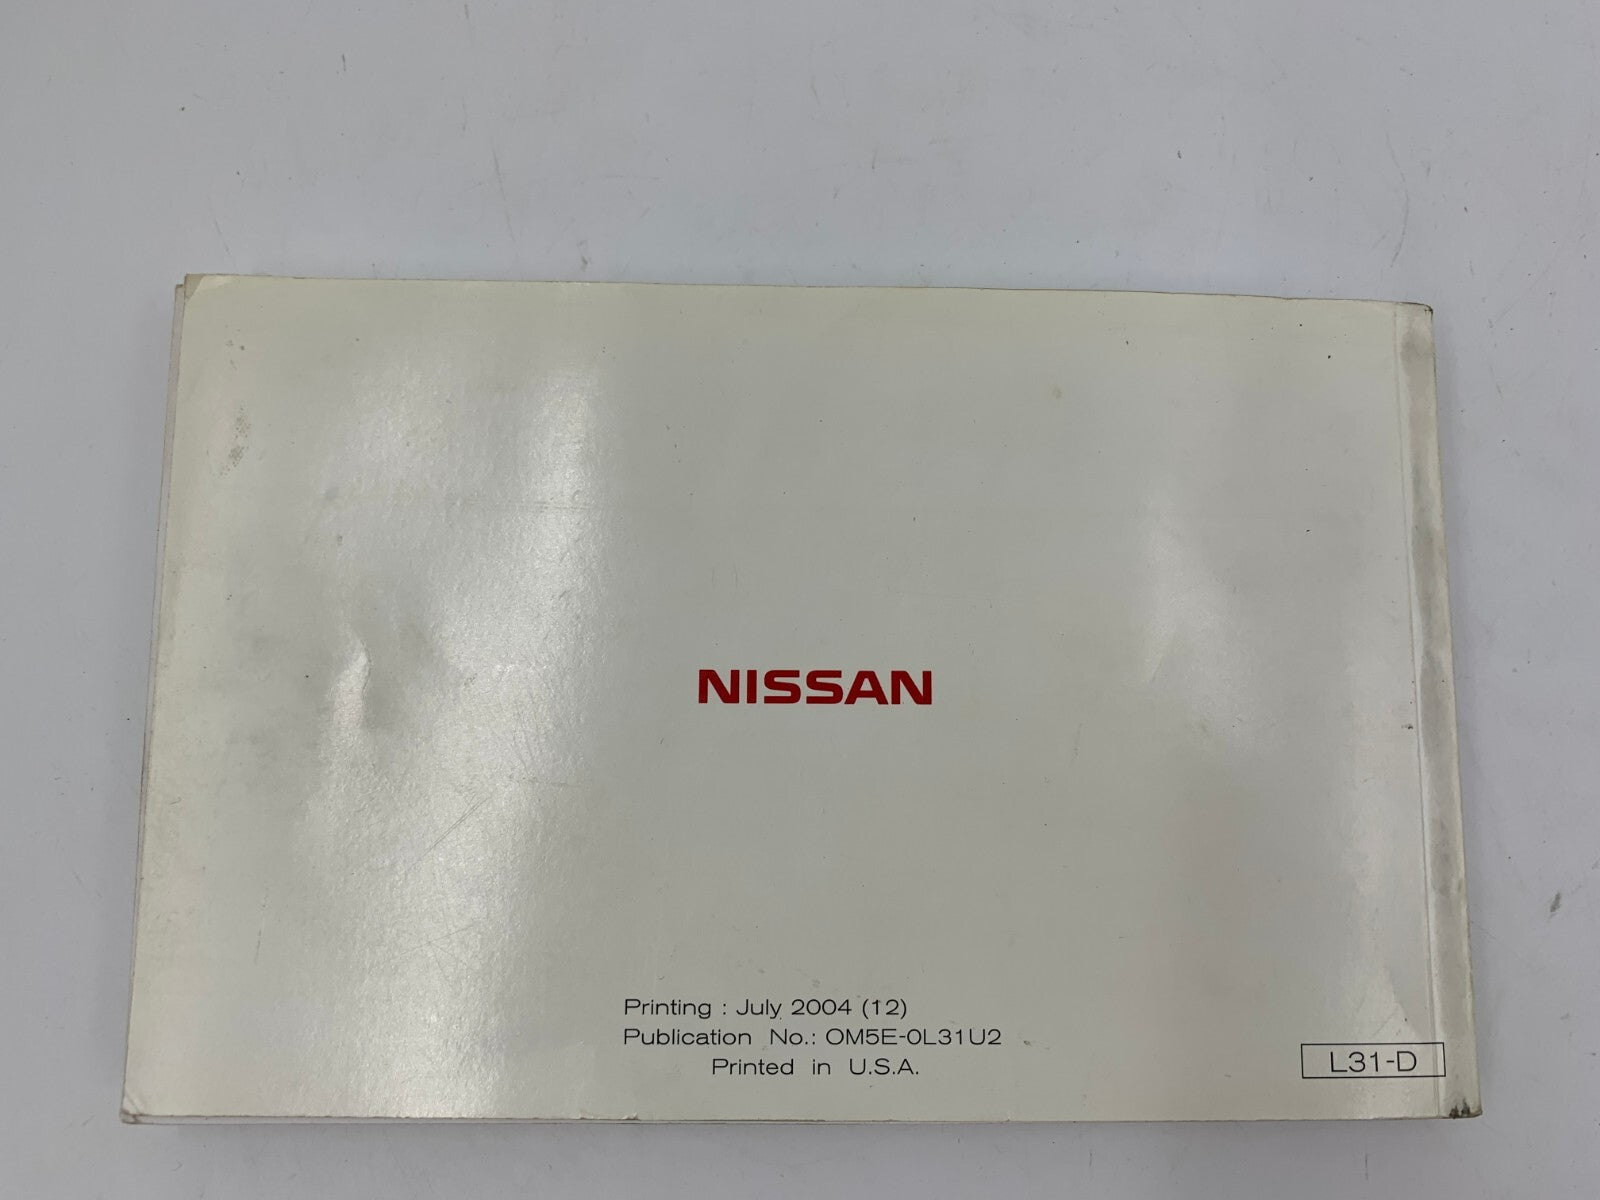 NISSAN
Printing : July 2004 (12)
Publication No.: OM5E-0L31U2
Printed in U.S.A.
L31-D